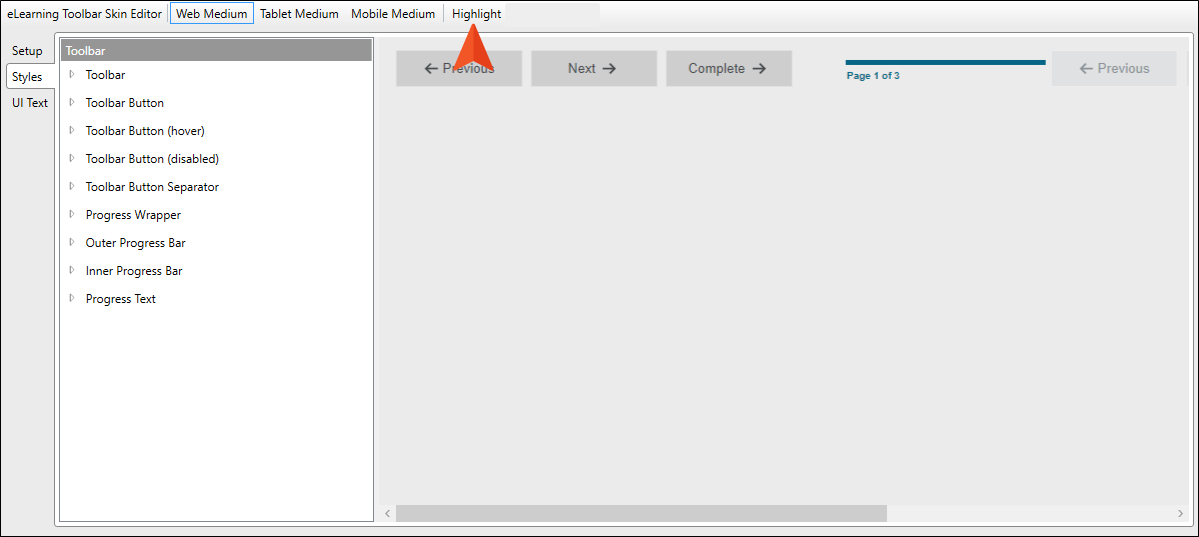 eLearning Toolbar Skin Editor Web Medium Tablet Medium Mobile Medium Highlight
Setup
Styles
UI Text
Toolbar
Toolbar
Toolbar Button
Toolbar Button (hover)
Toolbar Button (disabled)
Toolbar Button Separator
Progress Wrapper
Outer Progress Bar
Inner Progress Bar
Progress Text
← Previous Next → Complete →
Page 1 of 3
← Previous